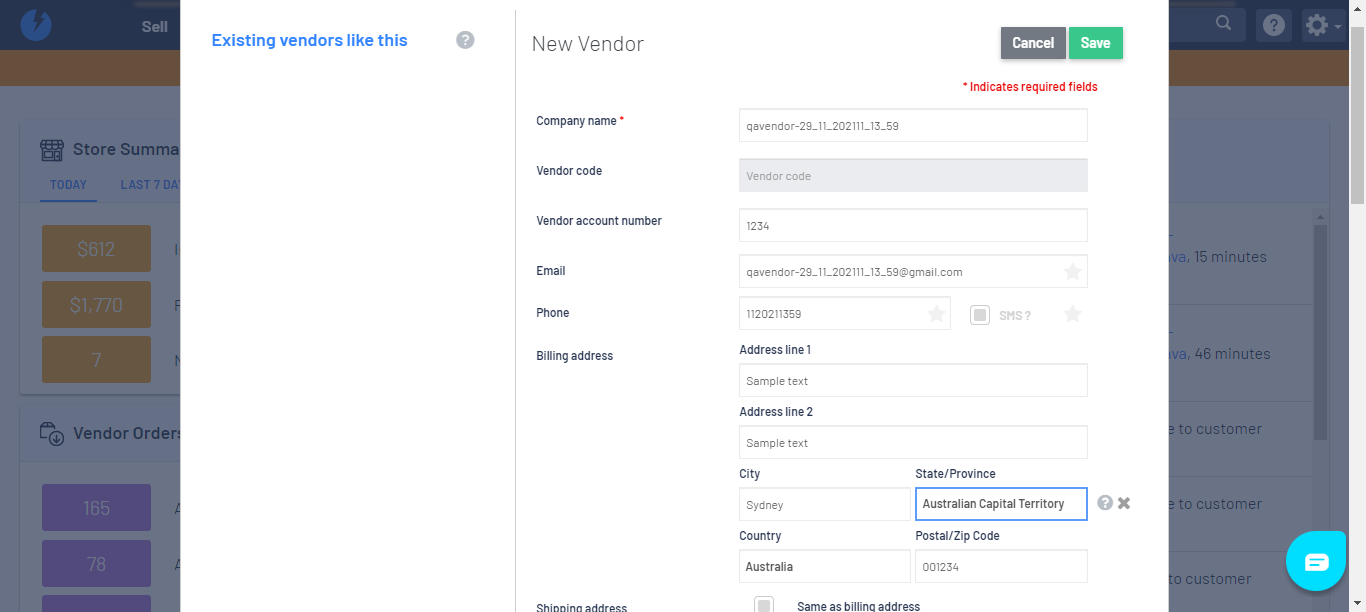 Sell
Existing vendors like this
?
New Vendor
Cancel
Save
?
* Indicates required fields
Company name *
qavendor-29_11_202111_13_59
Vendor code
Vendor code
Vendor account number
1234
Email
qavendor-29_11_202111_13_59@gmail.com
Phone
1120211359
SMS ?
Billing address
Address line 1
Sample text
Address line 2
Sample text
City
State/Province
Sydney
Australian Capital Territory
?
Country
Postal/Zip Code
Australia
001234
Shipping address
Same as billing address
Store Summa
TODAY
LAST 7 DA
$612
$1,770
7
Vendor Orders
165
78
, 15 minutes
, 46 minutes
to customer
to customer
to customer